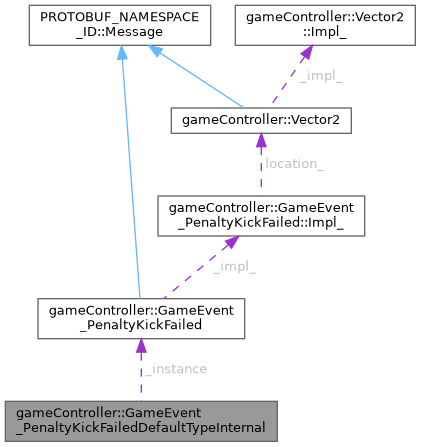 PROTOBUF_NAMESPACE
_ID::Message
gameController::Vector2
::Impl_
_impl_
gameController::Vector2
location_
gameController::GameEvent
_PenaltyKickFailed::Impl_
_impl_
gameController::GameEvent
_PenaltyKickFailed
_instance
gameController::GameEvent
_PenaltyKickFailedDefaultTypeInternal